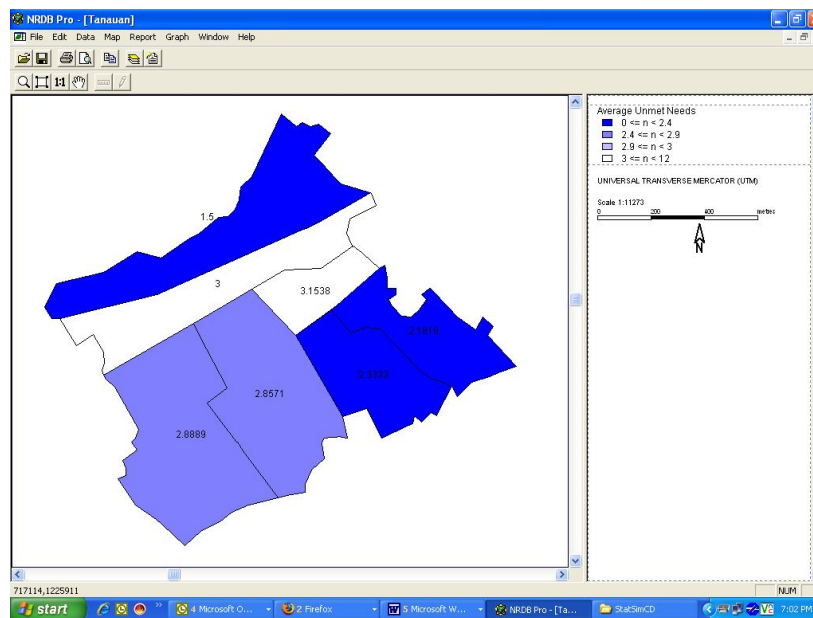 NRDB Pro - [Tanauan]
File Edit Data Map Report Graph Window Help
1:1
1.5
3
3.1538
2.8571
2.8889
Average Unmet Needs
0 <= n < 2.4
2.4 <= n < 2.9
2.9 <= n < 3
3 <= n < 12
UNIVERSAL TRANSVERSE MERCATOR (UTM)
Scale 1:11273
0 200 400 metres
N
717114,1225911
NUM
start
4 Microsoft O...
2 Firefox
5 Microsoft W...
NRDB Pro - [Ta...
StatSimCD
7:02 PM